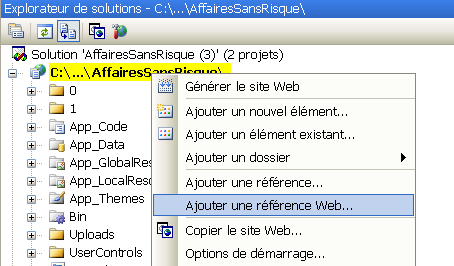 Explorateur de solutions - C:\...\AffairesSansRisque\
Solution 'AffairesSansRisque (3)' (2 projets)
C:\...\AffairesSansRisque\
0
1
App_Code
App_Data
App_GlobalRes
App_LocalReso
App_Themes
Bin
Uploads
UserControls
Générer le site Web
Ajouter un nouvel élément...
Ajouter un élément existant...
Ajouter un dossier
Ajouter une référence...
Ajouter une référence Web...
Copier le site Web...
Options de démarrage...